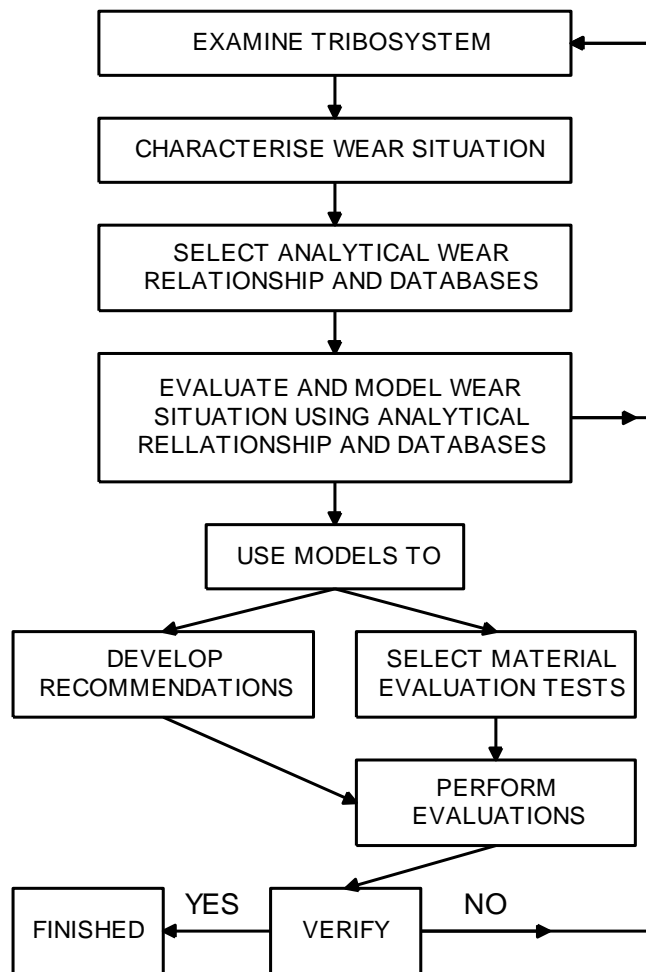 EXAMINE TRIBOSYSTEM
CHARACTERISE WEAR SITUATION
SELECT ANALYTICAL WEAR
RELATIONSHIP AND DATABASES
EVALUATE AND MODEL WEAR
SITUATION USING ANALYTICAL
RELLATIONSHIP AND DATABASES
USE MODELS TO
DEVELOP
RECOMMENDATIONS
SELECT MATERIAL
EVALUATION TESTS
PERFORM
EVALUATIONS
FINISHED
YES
VERIFY
NO